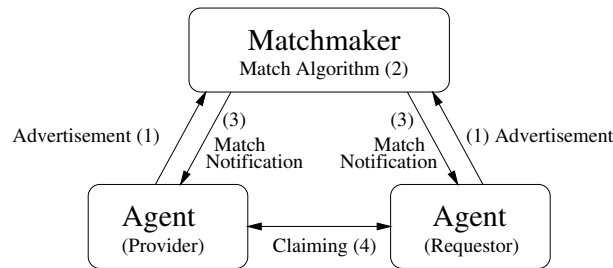 Matchmaker
Match Algorithm (2)
Advertisement (1)
(3)
Match
Notification
(3)
Match
Notification
(1) Advertisement
Agent
(Provider)
Claiming (4)
Agent
(Requestor)